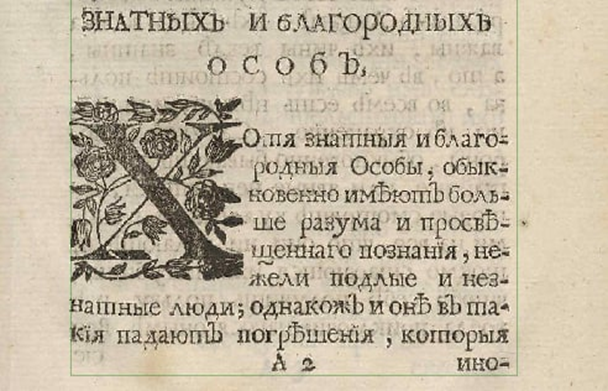 ЗНАТНЫХЪ И БЛАГОРОДНЫХЪ
ОСОБЪ,
ХОтя знатныя и благо-
родныя Особы, обык-
новенно имѣютъ боль-
ше разума и просвѣ-
щеннаго познанія, не-
жели подлые и нез-
натные люди; однакожъ и онѣ въ та-
кія падаютъ погрѣшенія, которыя
А 2 ино-